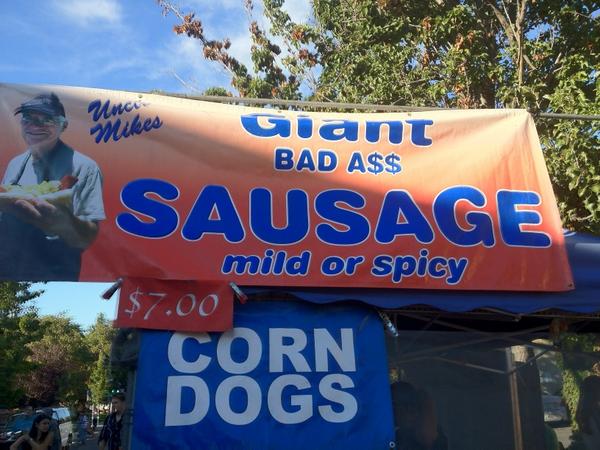 Uncle
Mikes
Giant
BAD A$$
SAUSAGE
mild or spicy
$7.00
CORN
DOGS